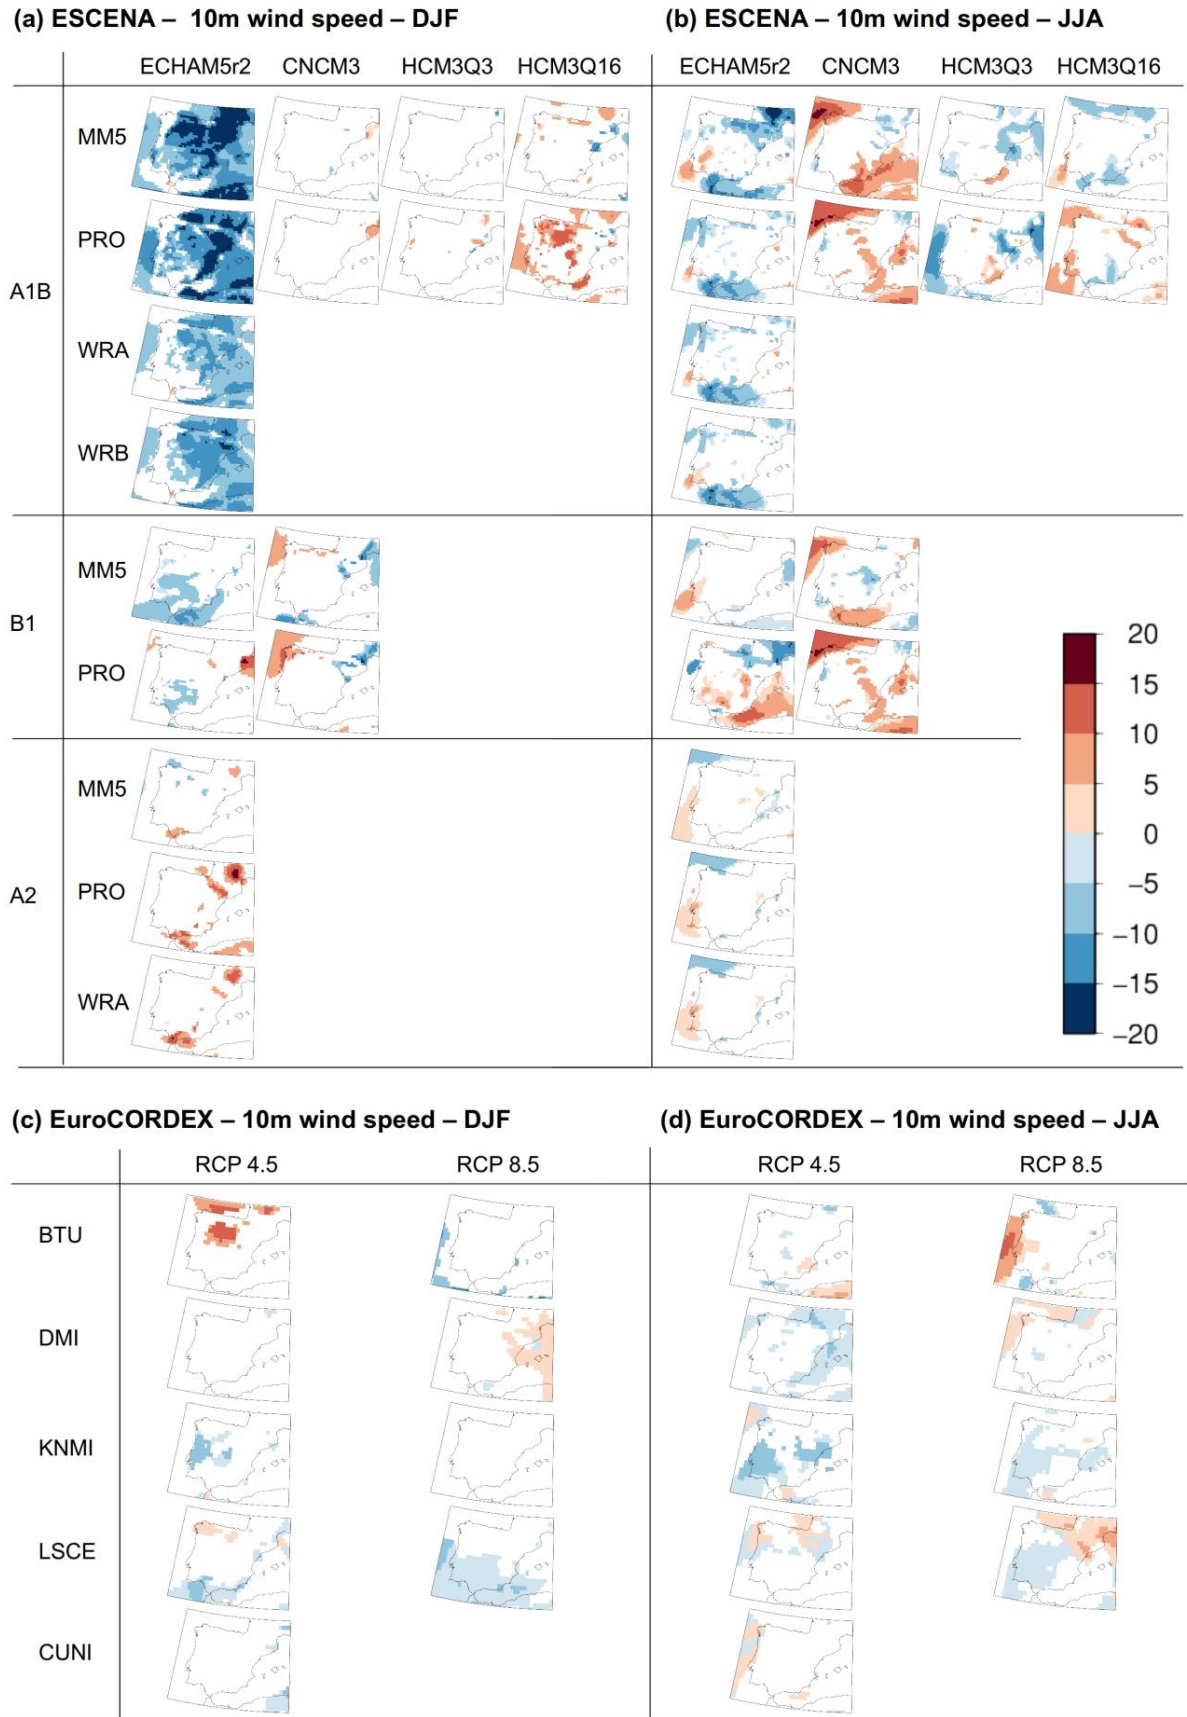 (a) ESCENA – 10m wind speed – DJF
(b) ESCENA – 10m wind speed – JJA
ECHAM5r2 CNCM3 HCM3Q3 HCM3Q16
ECHAM5r2 CNCM3 HCM3Q3 HCM3Q16
A1B
MM5
PRO
WRA
WRB
B1
MM5
PRO
A2
MM5
PRO
WRA
20
15
10
5
0
−5
−10
−15
−20
(c) EuroCORDEX – 10m wind speed – DJF
(d) EuroCORDEX – 10m wind speed – JJA
RCP 4.5 RCP 8.5
RCP 4.5 RCP 8.5
BTU
DMI
KNMI
LSCE
CUNI